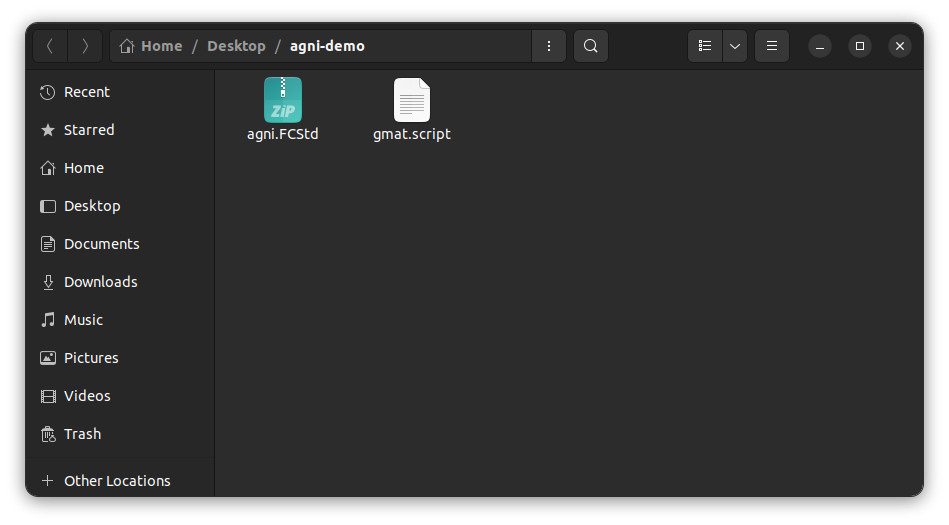 Home / Desktop / agni-demo
Recent
Starred
Home
Desktop
Documents
Downloads
Music
Pictures
Videos
Trash
Other Locations
ZiP
agni.FCStd
gmat.script